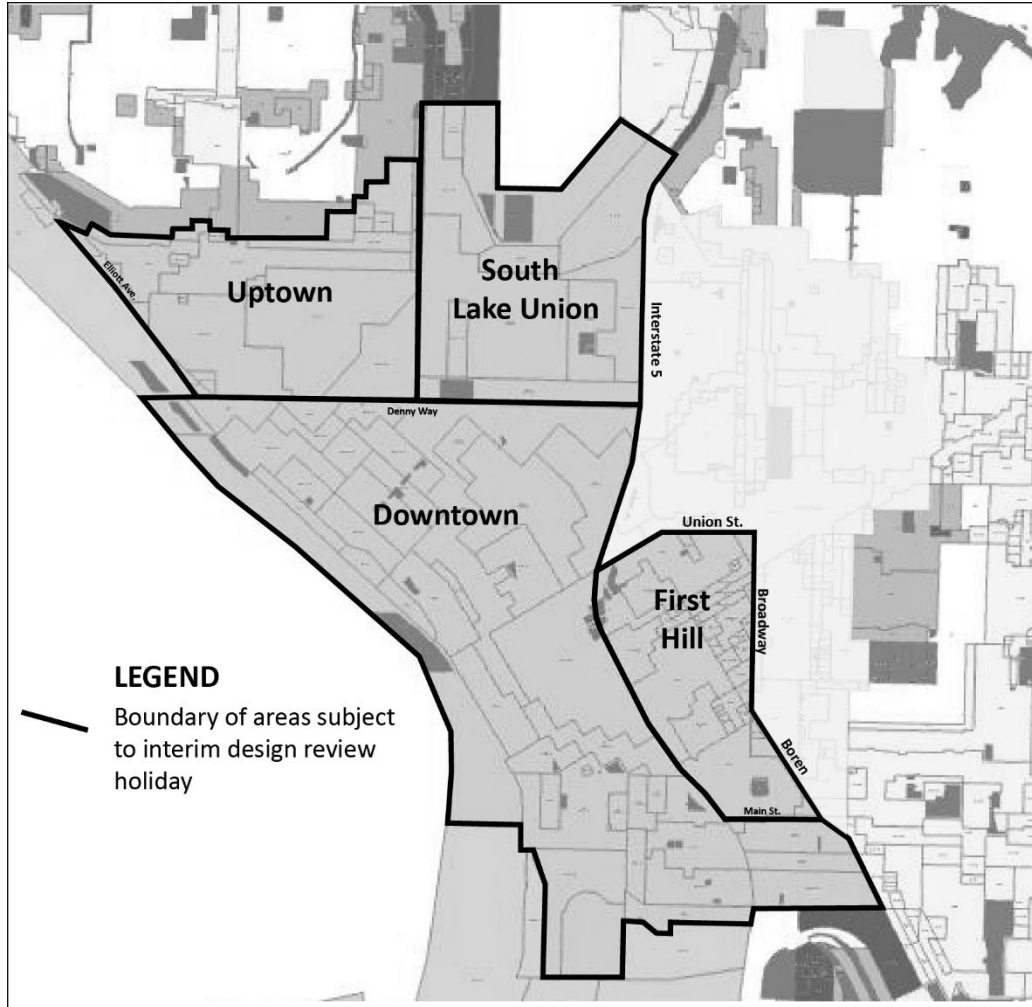 Uptown
South
Lake Union
Elliott Ave.
Interstate 5
Denny Way
Downtown
Union St.
First
Hill
Broadway
Boren
Main St.
LEGEND
Boundary of areas subject
to interim design review
holiday